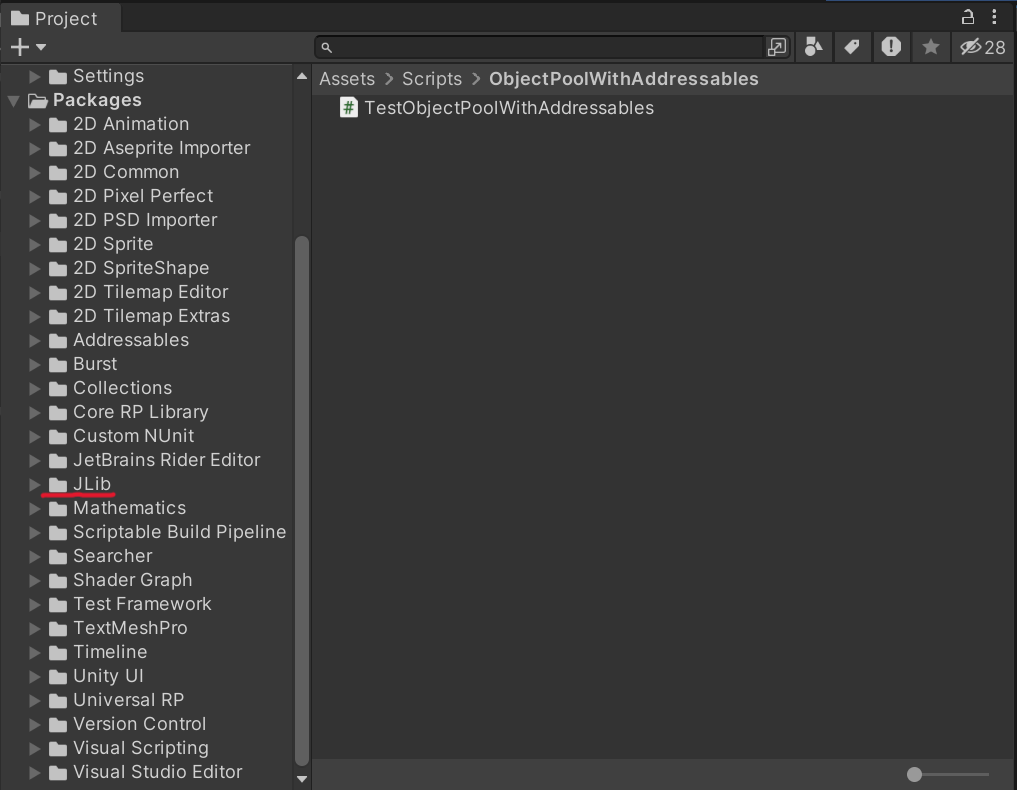 Project
28
Settings
Packages
2D Animation
2D Aseprite Importer
2D Common
2D Pixel Perfect
2D PSD Importer
2D Sprite
2D SpriteShape
2D Tilemap Editor
2D Tilemap Extras
Addressables
Burst
Collections
Core RP Library
Custom NUnit
JetBrains Rider Editor
JLib
Mathematics
Scriptable Build Pipeline
Searcher
Shader Graph
Test Framework
TextMeshPro
Timeline
Unity UI
Universal RP
Version Control
Visual Scripting
Visual Studio Editor
Assets > Scripts > ObjectPoolWithAddressables
# TestObjectPoolWithAddressables